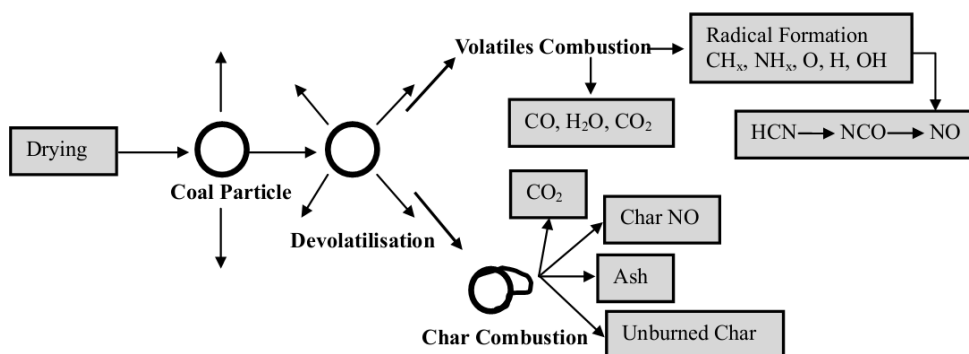 Drying
Coal Particle
Devolatilisation
Volatiles Combustion
CO, H₂O, CO₂
Radical Formation
CHₓ, NHₓ, O, H, OH
HCN NCO NO
CO₂
Char NO
Ash
Unburned Char
Char Combustion